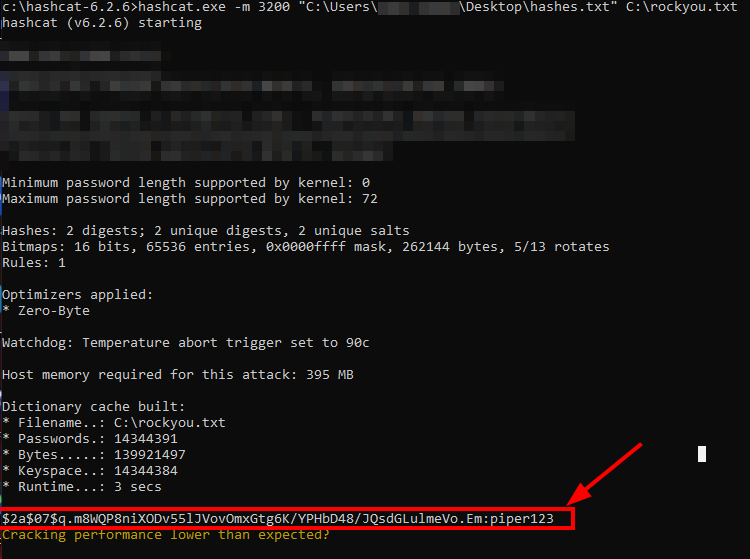 c:\hashcat-6.2.6>hashcat.exe -m 3200 "C:\Users\ \Desktop\hashes.txt" C:\rockyou.txt
hashcat (v6.2.6) starting
Minimum password length supported by kernel: 0
Maximum password length supported by kernel: 72
Hashes: 2 digests; 2 unique digests, 2 unique salts
Bitmaps: 16 bits, 65536 entries, 0x0000ffff mask, 262144 bytes, 5/13 rotates
Rules: 1
Optimizers applied:
* Zero-Byte
Watchdog: Temperature abort trigger set to 90c
Host memory required for this attack: 395 MB
Dictionary cache built:
* Filename..: C:\rockyou.txt
* Passwords.: 14344391
* Bytes.....: 139921497
* Keyspace..: 14344384
* Runtime...: 3 secs
$2a$07$q.m8WQP8niXODv55lJVovOmxGtg6K/YPHbD48/JQsdGLulmeVo.Em:piper123
Cracking performance lower than expected?